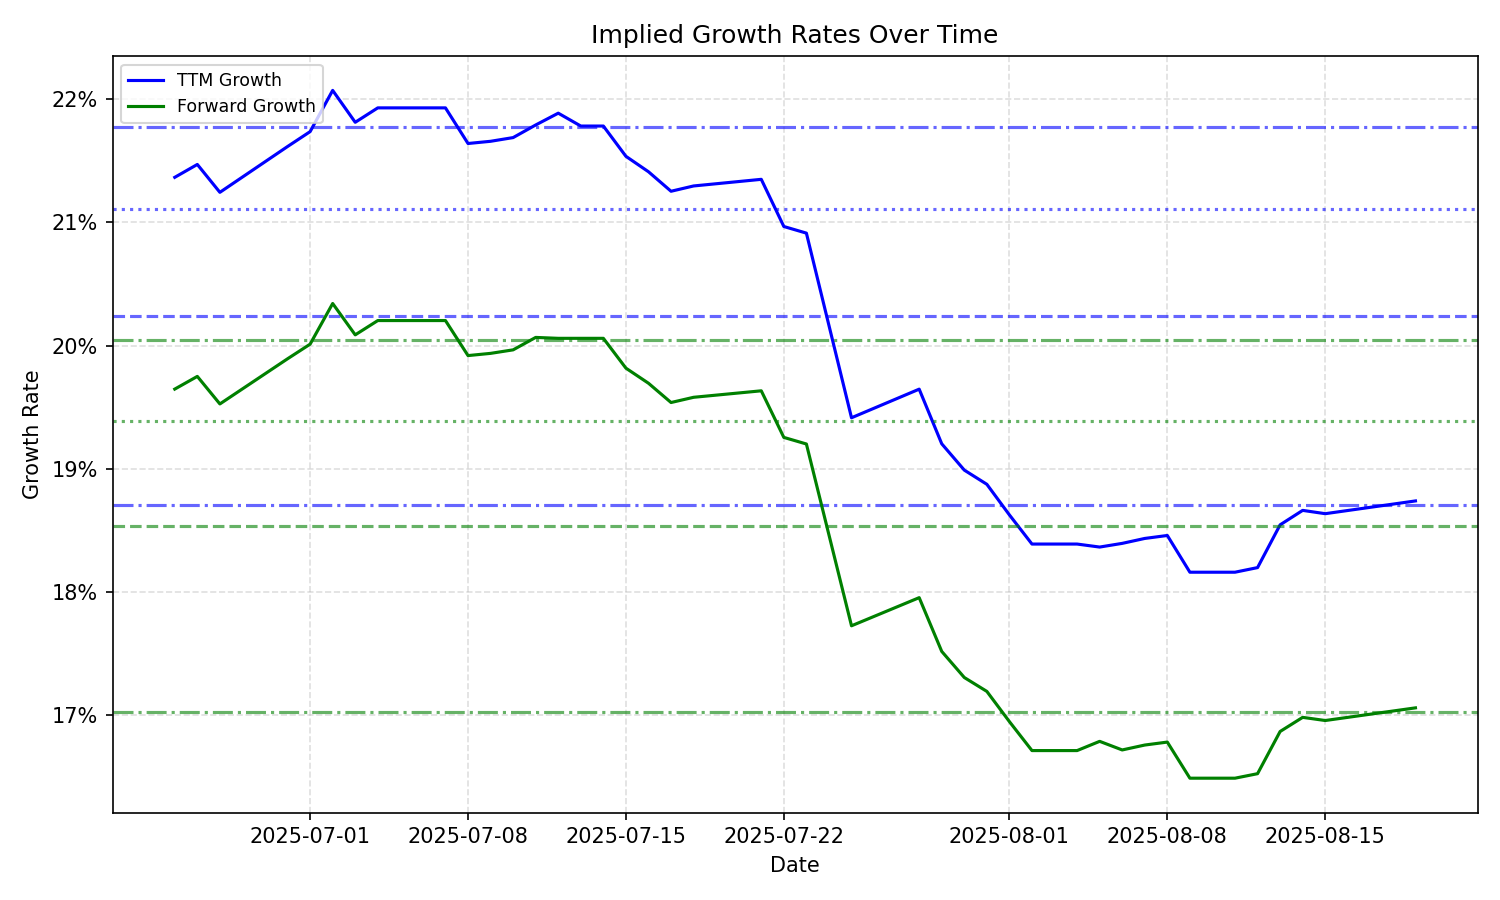 Implied Growth Rates Over Time
TTM Growth
Forward Growth
22%
21%
20%
19%
18%
17%
Growth Rate
2025-07-01 2025-07-08 2025-07-15 2025-07-22 2025-08-01 2025-08-08 2025-08-15
Date